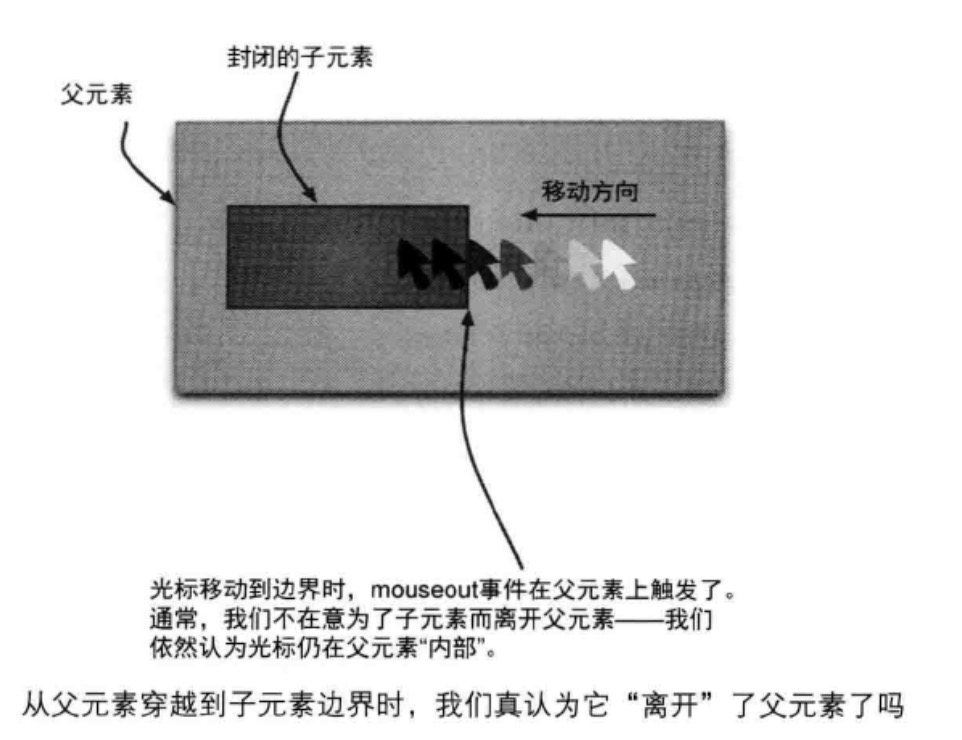 封闭的子元素
父元素
移动方向
光标移动到边界时，mouseout事件在父元素上触发了。
通常，我们不在意为了子元素而离开父元素——我们
依然认为光标仍在父元素“内部”。
从父元素穿越到子元素边界时，我们真认为它“离开”了父元素了吗